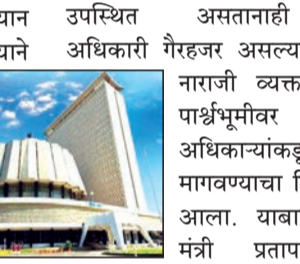 यान उपस्थित असतानाही
याने अधिकारी गैरहजर असल्या
नाराजी व्यक्त
पार्श्वभूमीवर
अधिकाऱ्यांकडू
मागवण्याचा
आला. याबा
मंत्री प्रताप